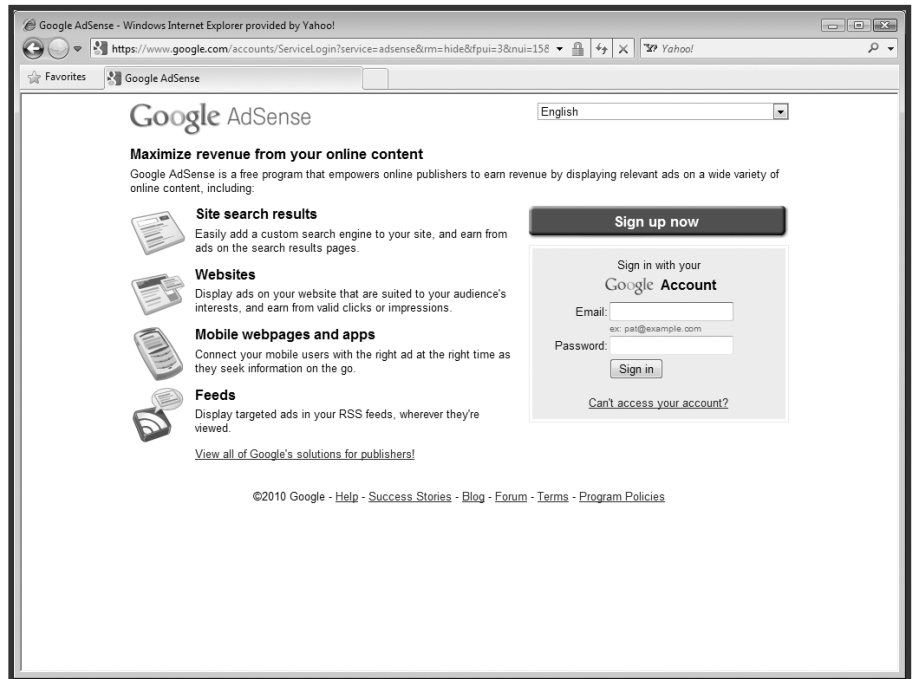 Google AdSense - Windows Internet Explorer provided by Yahoo!
https://www.google.com/accounts/ServiceLogin?service=adsense&rm=hide&fpui=3&nui=158
Yahoo!
Favorites
Google AdSense
Google AdSense
English
Maximize revenue from your online content
Google AdSense is a free program that empowers online publishers to earn revenue by displaying relevant ads on a wide variety of
online content, including:
Site search results
Easily add a custom search engine to your site, and earn from
ads on the search results pages.
Websites
Display ads on your website that are suited to your audience's
interests, and earn from valid clicks or impressions.
Mobile webpages and apps
Connect your mobile users with the right ad at the right time as
they seek information on the go.
Feeds
Display targeted ads in your RSS feeds, wherever they're
viewed.
View all of Google's solutions for publishers!
Sign up now
Sign in with your
Google Account
Email:
ex: pat@example.com
Password:
Sign in
Can't access your account?
©2010 Google - Help - Success Stories - Blog - Forum - Terms - Program Policies